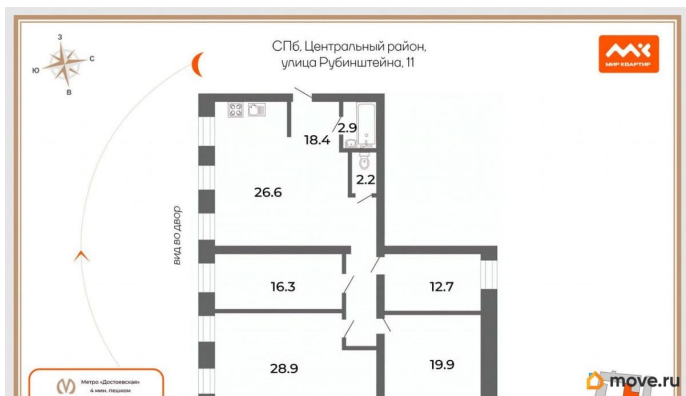 СПб, Центральный район,
улица Рубинштейна, 11
МИР КВАРТИР
З
С
Ю
В
вид во двор
18.4
2.9
2.2
26.6
16.3
12.7
28.9
19.9
Метро «Достоевская»
4 мин. пешком
move.ru